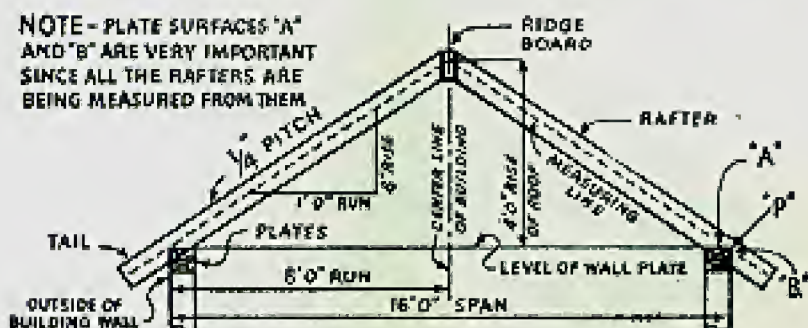 NOTE - PLATE SURFACES "A"
AND "B" ARE VERY IMPORTANT
SINCE ALL THE RAFTERS ARE
BEING MEASURED FROM THEM
RIDGE
BOARD
1/4" PITCH
RAFTER
"A"
"P"
"B"
6" RISE
1'0" RUN
CENTER LINE
OF BUILDING
4'0" RISE
OF ROOF
MEASURING
LINE
TAIL
PLATES
8'0" RUN
LEVEL OF WALL PLATE
OUTSIDE OF
BUILDING WALL
16'0" SPAN